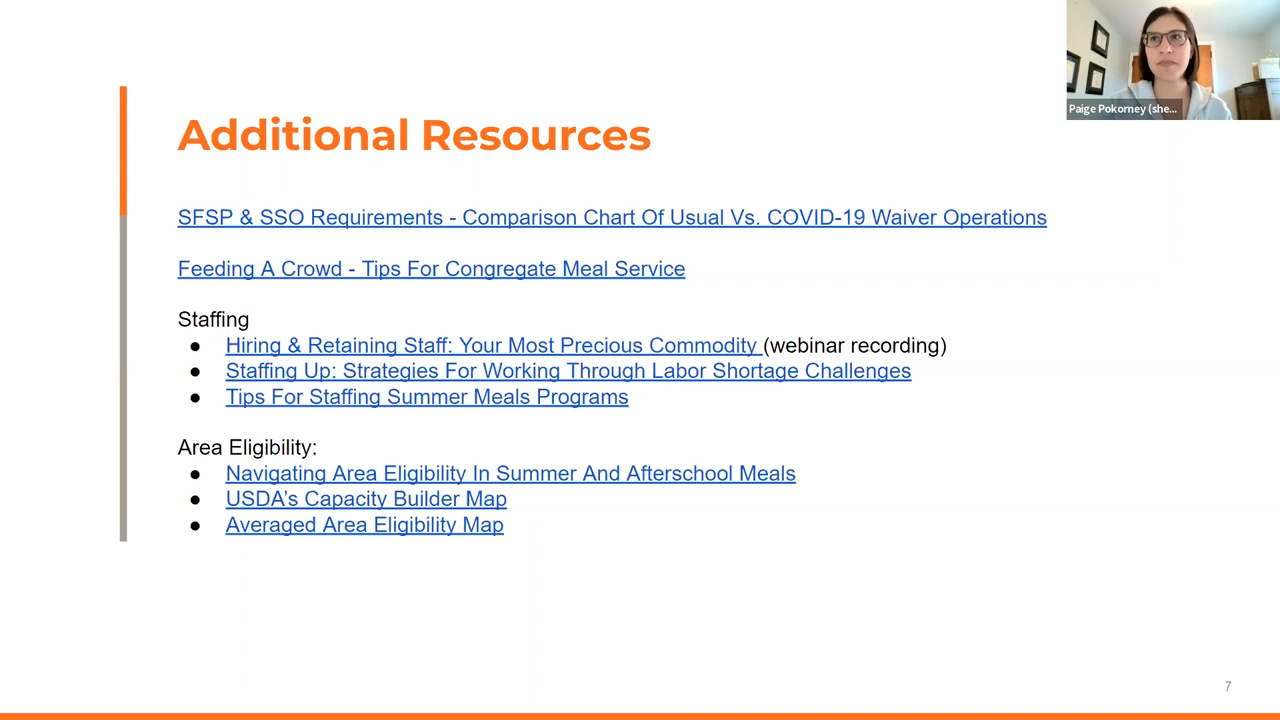 Paige Pokorney (she...
Additional Resources
SFSP & SSO Requirements - Comparison Chart Of Usual Vs. COVID-19 Waiver Operations
Feeding A Crowd - Tips For Congregate Meal Service
Staffing
● Hiring & Retaining Staff: Your Most Precious Commodity (webinar recording)
● Staffing Up: Strategies For Working Through Labor Shortage Challenges
● Tips For Staffing Summer Meals Programs
Area Eligibility:
● Navigating Area Eligibility In Summer And Afterschool Meals
● USDA’s Capacity Builder Map
● Averaged Area Eligibility Map
7